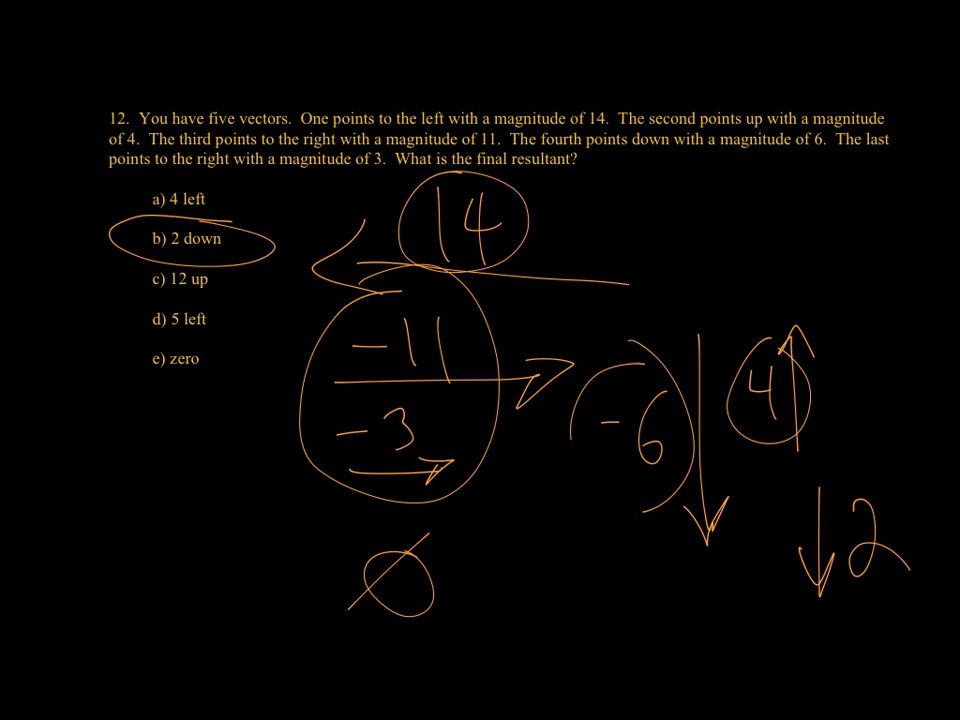 12. You have five vectors. One points to the left with a magnitude of 14. The second points up with a magnitude
of 4. The third points to the right with a magnitude of 11. The fourth points down with a magnitude of 6. The last
points to the right with a magnitude of 3. What is the final resultant?
a) 4 left
b) 2 down
c) 12 up
d) 5 left
e) zero
14
-11
-3
0
-6
4
2